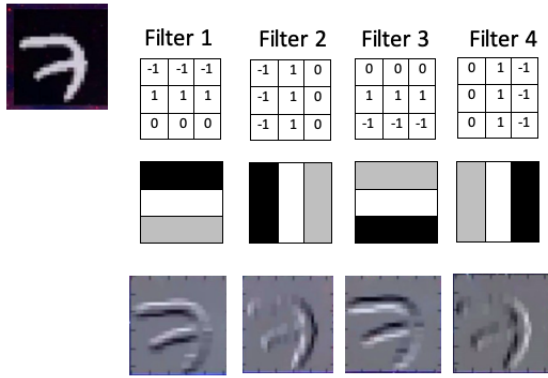 Filter 1 Filter 2 Filter 3 Filter 4
-1 -1 -1 -1 1 0 0 0 0 0 1 -1
1 1 1 -1 1 0 1 1 1 0 1 -1
0 0 0 -1 1 0 -1 -1 -1 0 1 -1